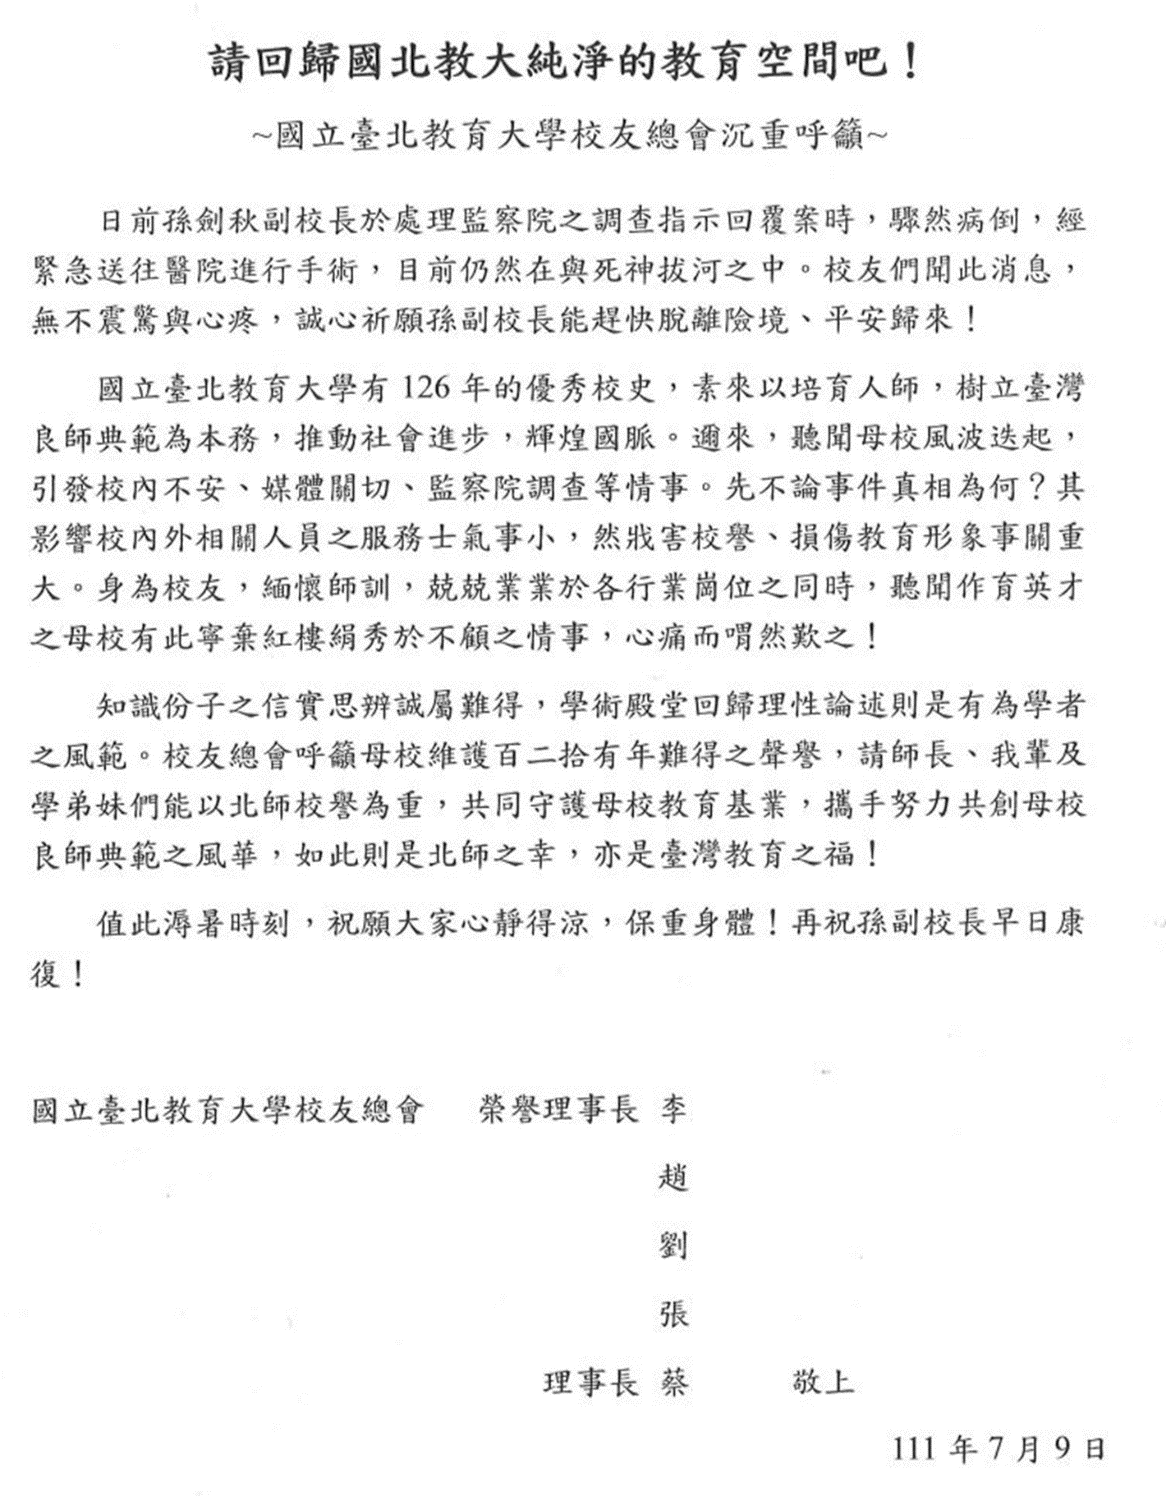 請回歸國北教大純淨的教育空間吧！
~國立臺北教育大學校友總會沉重呼籲~
日前孫劍秋副校長於處理監察院之調查指示回覆案時，驟然病倒，經
緊急送往醫院進行手術，目前仍然在與死神拔河之中。校友們聞此消息，
無不震驚與心疼，誠心祈願孫副校長能趕快脫離險境、平安歸來！
國立臺北教育大學有 126 年的優秀校史，素來以培育人師，樹立臺灣
良師典範為本務，推動社會進步，輝煌國脈。邇來，聽聞母校風波迭起，
引發校內不安、媒體關切、監察院調查等情事。先不論事件真相為何？其
影響校內外相關人員之服務士氣事小，然戕害校譽、損傷教育形象事關重
大。身為校友，緬懷師訓，兢兢業業於各行業崗位之同時，聽聞作育英才
之母校有此寧棄紅樓絹秀於不顧之情事，心痛而喟然歎之！
知識份子之信實思辨誠屬難得，學術殿堂回歸理性論述則是有為學者
之風範。校友總會呼籲母校維護百二拾有年難得之聲譽，請師長、我輩及
學弟妹們能以北師校譽為重，共同守護母校教育基業，攜手努力共創母校
良師典範之風華，如此則是北師之幸，亦是臺灣教育之福！
值此溽暑時刻，祝願大家心靜得涼，保重身體！再祝孫副校長早日康
復！
國立臺北教育大學校友總會 榮譽理事長 李
趙
劉
張
理事長 蔡 敬上
111 年 7 月 9 日